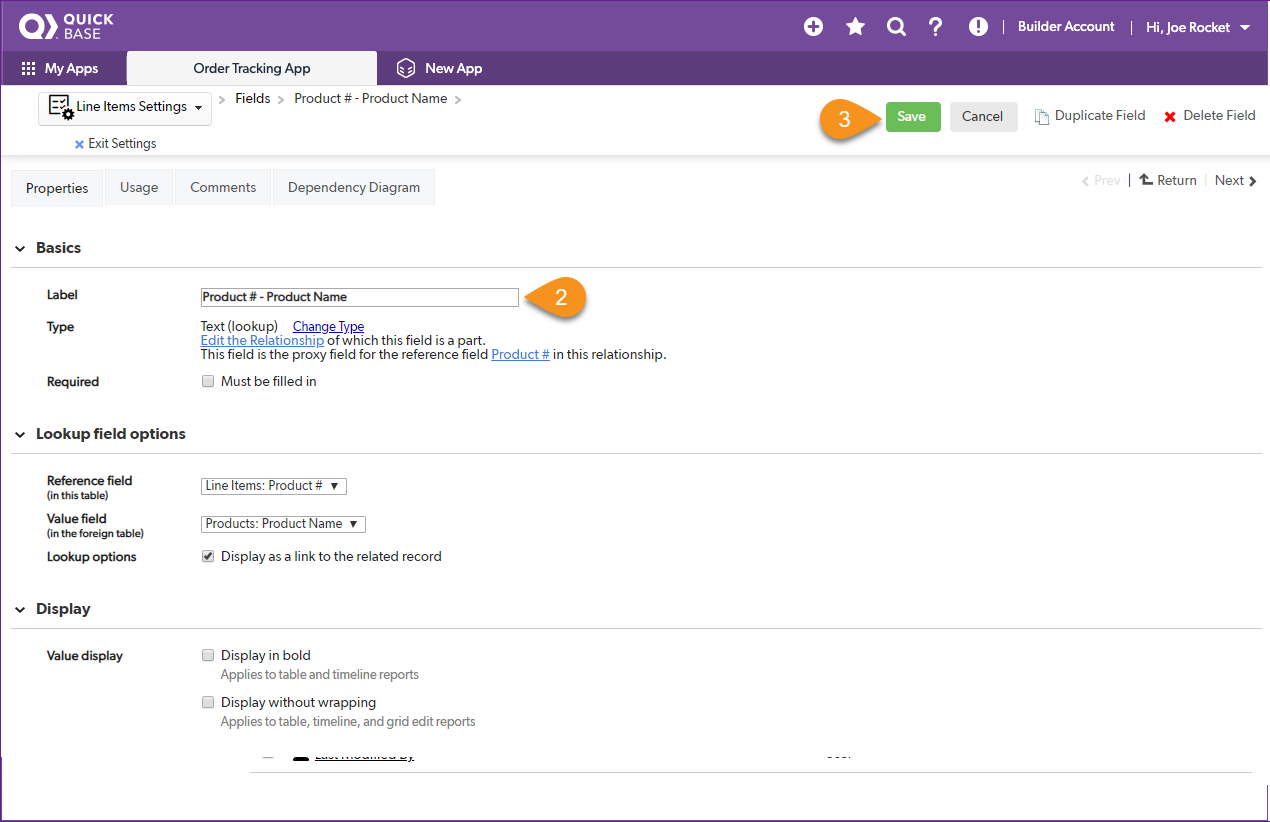 QUICK
BASE
Builder Account
Hi, Joe Rocket
My Apps
Order Tracking App
New App
Line Items Settings
Fields
Product # - Product Name
3
Save
Cancel
Duplicate Field
Delete Field
Exit Settings
Properties
Usage
Comments
Dependency Diagram
Prev
Return
Next
Basics
Label
Product # - Product Name
2
Type
Text (lookup) Change Type
Edit the Relationship of which this field is a part.
This field is the proxy field for the reference field Product # in this relationship.
Required
Must be filled in
Lookup field options
Reference field
(in this table)
Line Items: Product #
Value field
(in the foreign table)
Products: Product Name
Lookup options
Display as a link to the related record
Display
Value display
Display in bold
Applies to table and timeline reports
Display without wrapping
Applies to table, timeline, and grid edit reports
Last Modified By